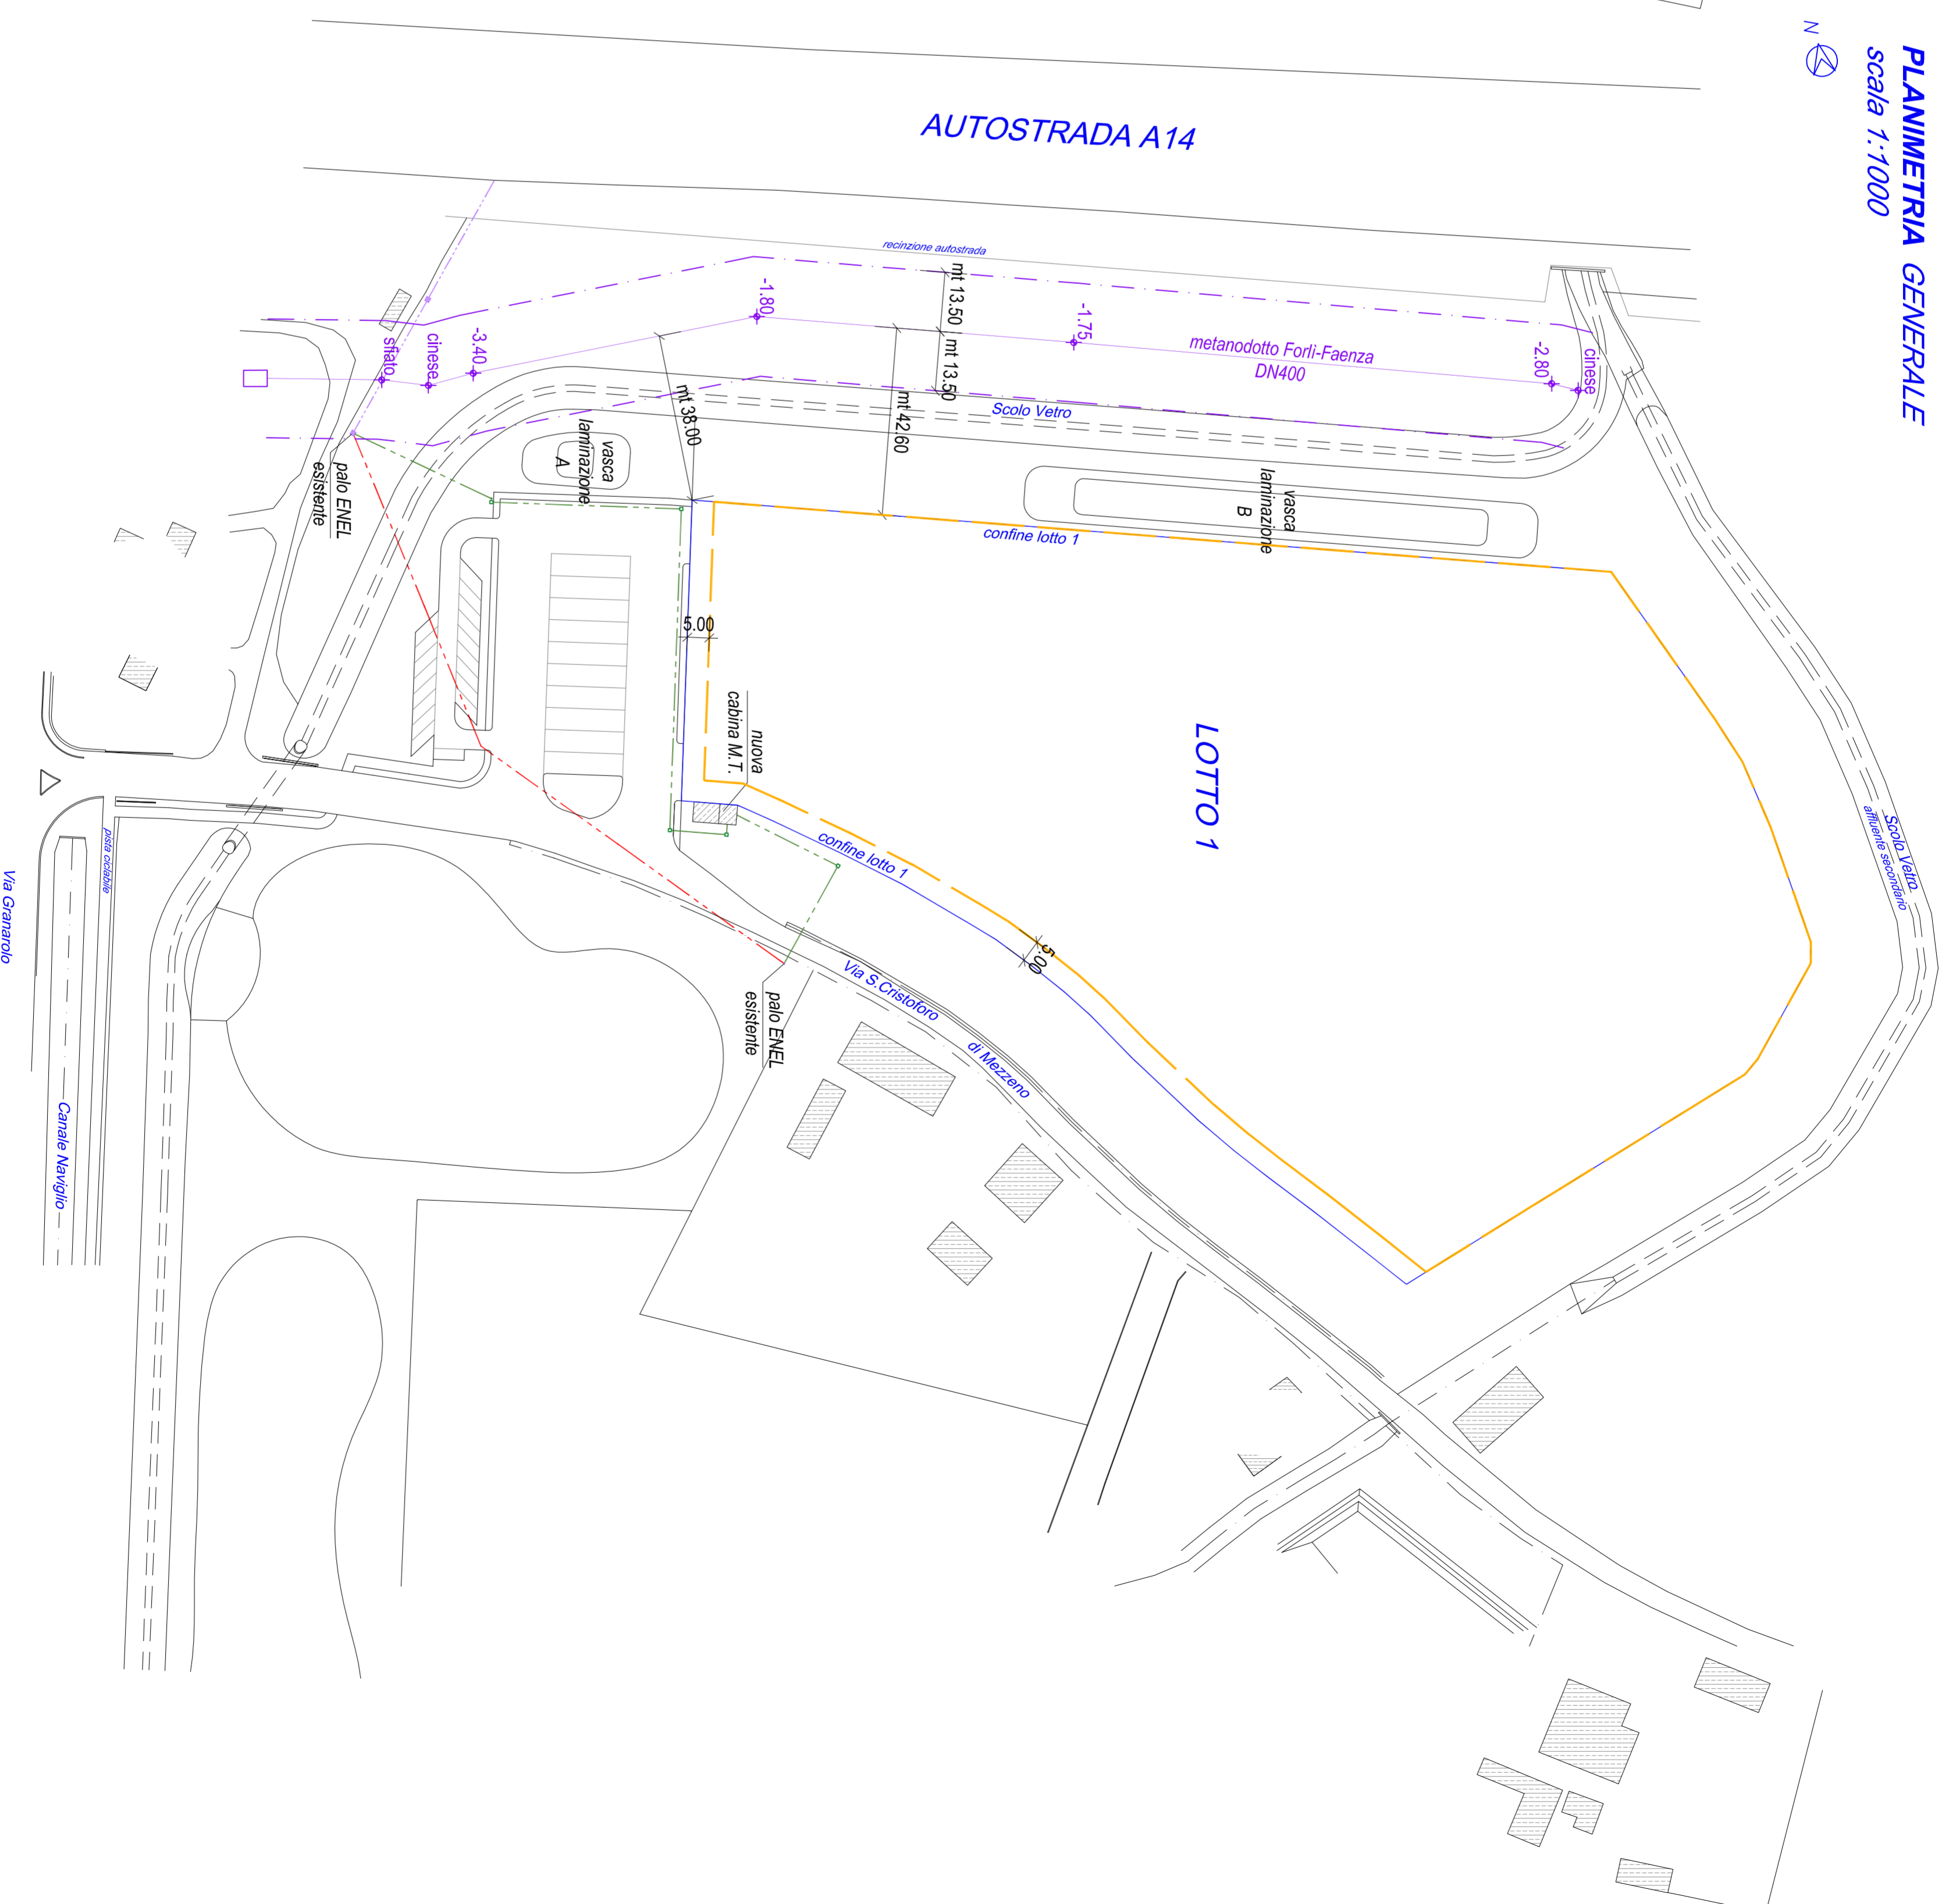 PLANIMETRIA GENERALE
scala 1:1000
N
AUTOSTRADA A14
recinzione autostrada
mt 13.50
mt 13.50
mt 42.60
mt 38.00
-1.80
-1.75
-2.80
-3.40
cinese
cinese
sfiato
metanodotto Forlì-Faenza
DN400
Scolo Vetro
vasca
laminazione
A
vasca
laminazione
B
palo ENEL
esistente
confine lotto 1
5.00
nuova
cabina M.T.
LOTTO 1
confine lotto 1
5.00
Scolo Vetro
affluente secondario
Via S.Cristoforo
di Mezzeno
palo ENEL
esistente
pista ciclabile
Via Granarolo
Canale Naviglio